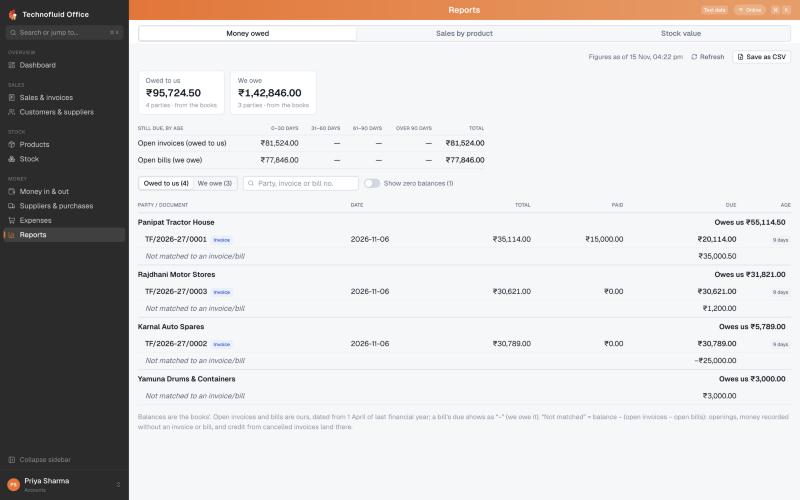 Technofluid Office
Reports
Test data
Online
⌘ K
Search or jump to...
⌘ K
Money owed
Sales by product
Stock value
OVERVIEW
Dashboard
Figures as of 15 Nov, 04:22 pm
Refresh
Save as CSV
SALES
Sales & invoices
Customers & suppliers
STOCK
Products
Stock
MONEY
Money in & out
Suppliers & purchases
Expenses
Reports
Owed to us
₹95,724.50
4 parties · from the books
We owe
₹1,42,846.00
3 parties · from the books
STILL DUE, BY AGE 0–30 DAYS 31–60 DAYS 61–90 DAYS OVER 90 DAYS TOTAL
Open invoices (owed to us) ₹81,524.00 — — — ₹81,524.00
Open bills (we owe) ₹77,846.00 — — — ₹77,846.00
Owed to us (4) We owe (3) Party, invoice or bill no. Show zero balances (1)
PARTY / DOCUMENT DATE TOTAL PAID DUE AGE
Panipat Tractor House Owes us ₹55,114.50
TF/2026-27/0001 Invoice 2026-11-06 ₹35,114.00 ₹15,000.00 ₹20,114.00 9 days
Not matched to an invoice/bill ₹35,000.50
Rajdhani Motor Stores Owes us ₹31,821.00
TF/2026-27/0003 Invoice 2026-11-06 ₹30,621.00 ₹0.00 ₹30,621.00 9 days
Not matched to an invoice/bill ₹1,200.00
Karnal Auto Spares Owes us ₹5,789.00
TF/2026-27/0002 Invoice 2026-11-06 ₹30,789.00 ₹0.00 ₹30,789.00 9 days
Not matched to an invoice/bill −₹25,000.00
Yamuna Drums & Containers Owes us ₹3,000.00
Not matched to an invoice/bill ₹3,000.00
Balances are the books'. Open invoices and bills are ours, dated from 1 April of last financial year; a bill's due shows as "−" (we owe it). "Not matched" = balance − (open invoices − open bills): openings, money recorded
without an invoice or bill, and credit from cancelled invoices land there.
Collapse sidebar
PS
Priya Sharma
Accounts